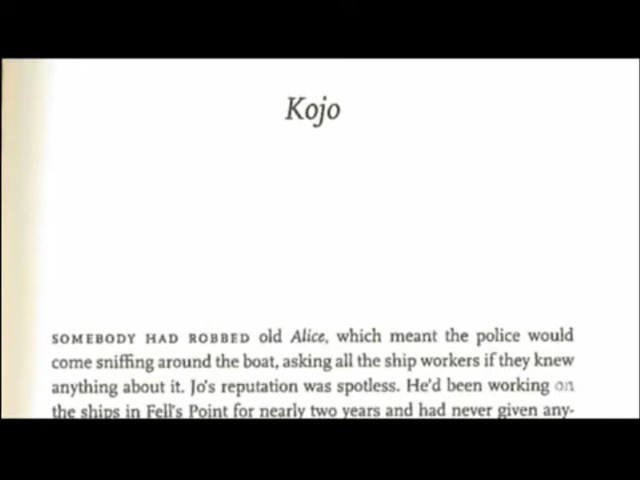 Kojo
SOMEBODY HAD ROBBED old Alice, which meant the police would
come sniffing around the boat, asking all the ship workers if they knew
anything about it. Jo's reputation was spotless. He'd been working on
the ships in Fell's Point for nearly two years and had never given any-